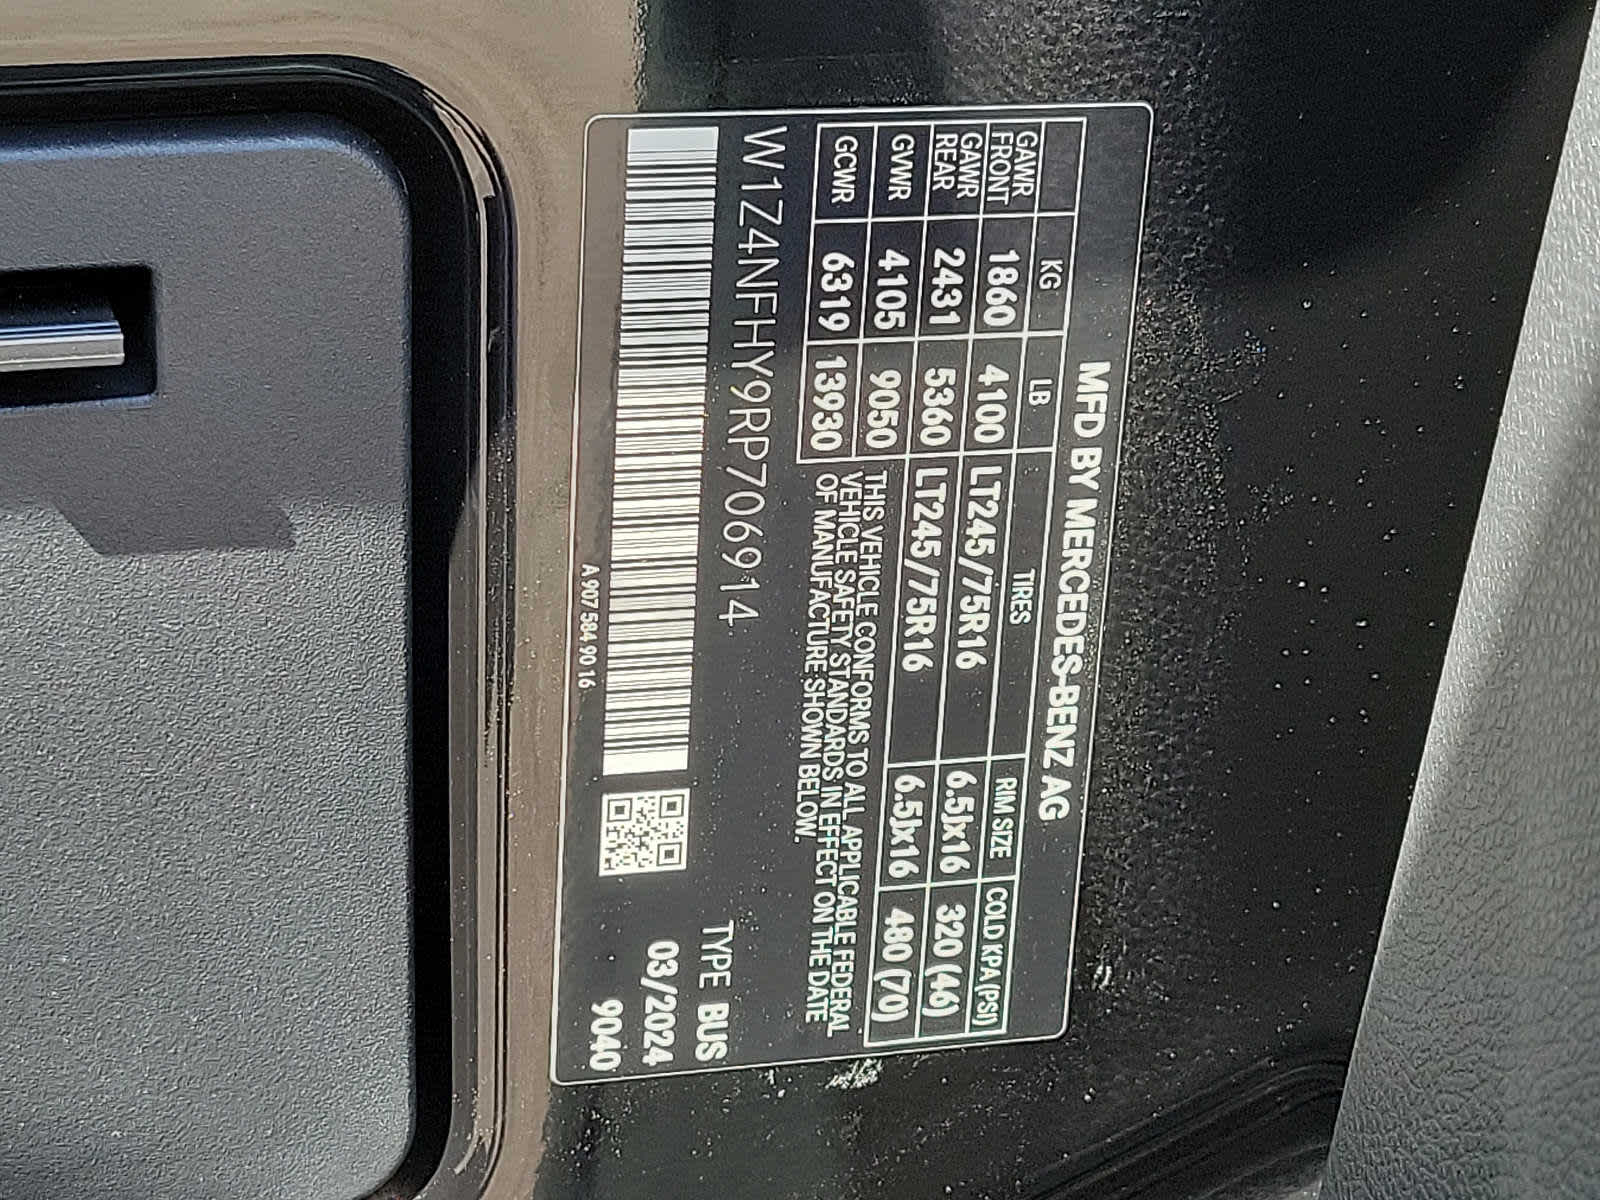 MFD BY MERCEDES-BENZ AG
KG LB TIRES RIM SIZE COLD KPA (PSI)
GAWR FRONT 1860 4100 LT245/75R16 6.5Jx16 320 (46)
GAWR REAR 2431 5360 LT245/75R16 6.5Jx16 480 (70)
GVWR 4105 9050
GCWR 6319 13930
THIS VEHICLE CONFORMS TO ALL APPLICABLE FEDERAL
VEHICLE SAFETY STANDARDS IN EFFECT ON THE DATE
OF MANUFACTURE SHOWN BELOW.
W1Z4NFHY9RP706914
TYPE BUS
03/2024
9040
A 907 584 90 16